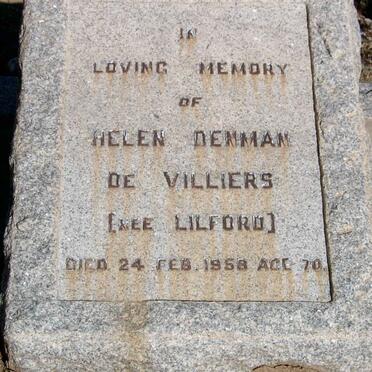 IN
LOVING MEMORY
OF
HELEN DENMAN
DE VILLIERS
[NEE LILFORD]
DIED 24 FEB. 1958 AGE 70.